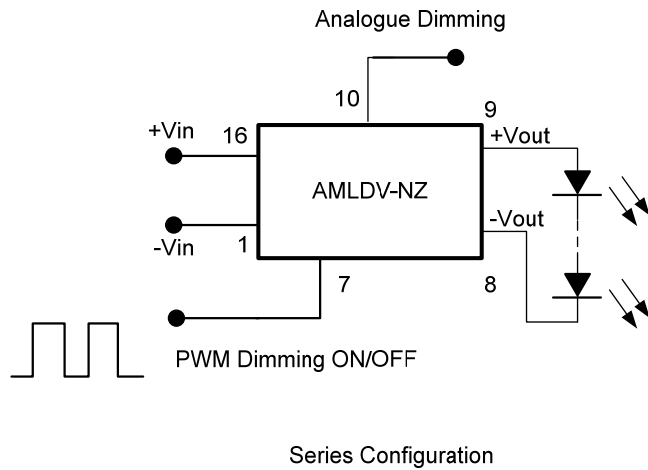 Analogue Dimming
10
9
+Vin
16
+Vout
AMLDV-NZ
-Vout
-Vin
1
7
8
PWM Dimming ON/OFF
Series Configuration